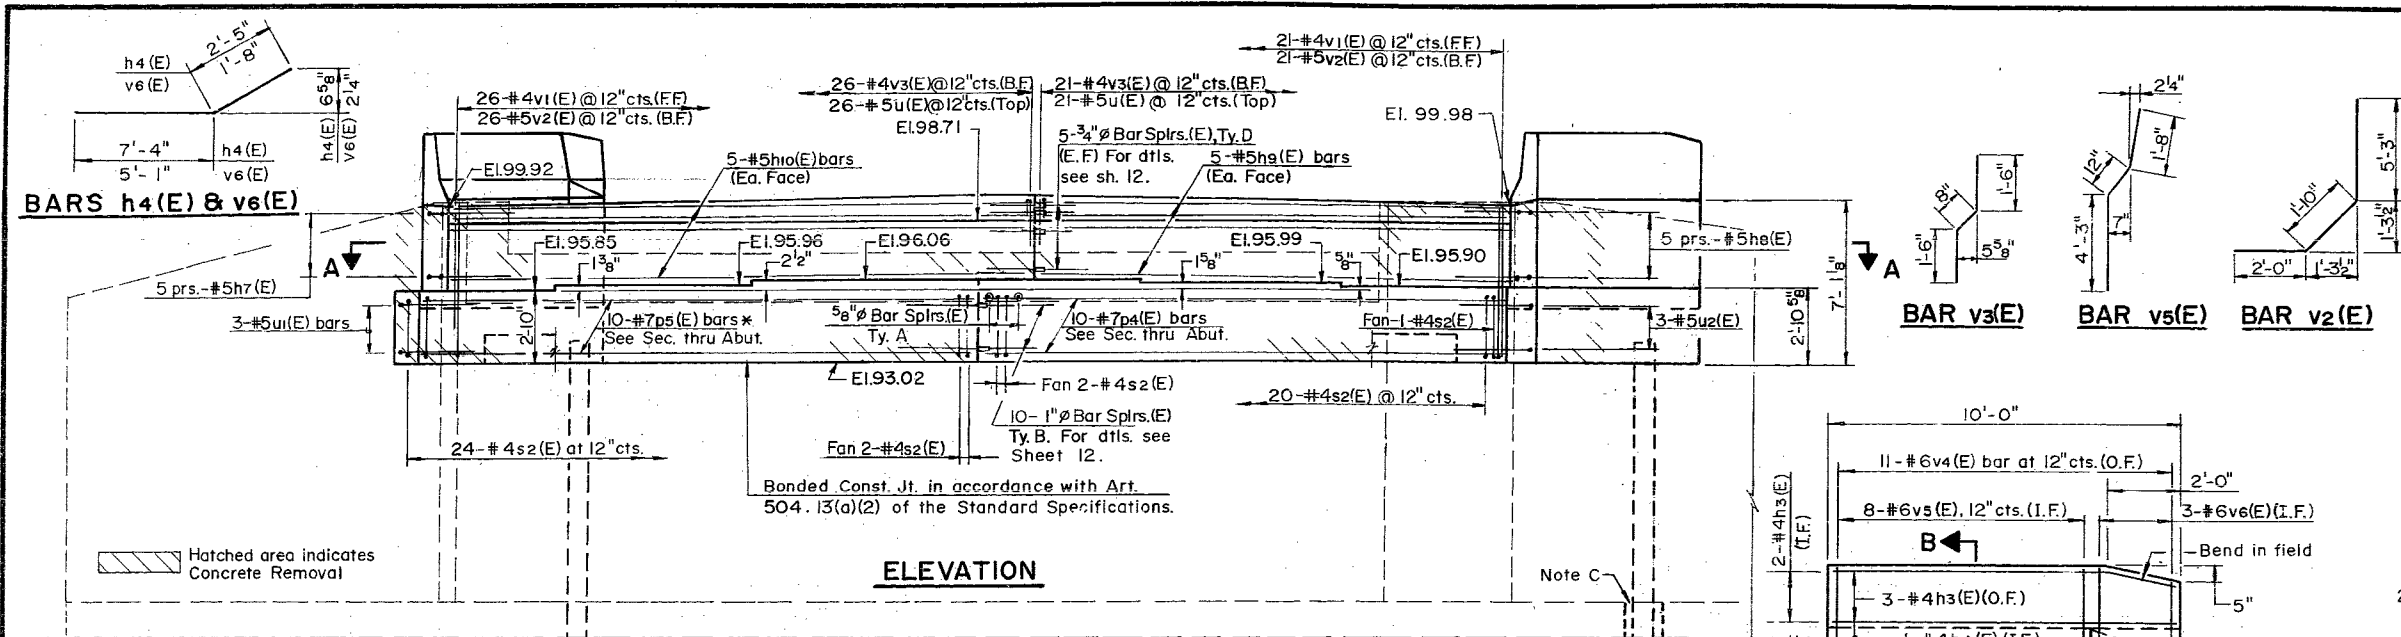 2'-5"
1'-8"
h4(E)
v6(E)
h4(E) 6⅝"
v6(E) 2¼"
7'-4"
5'-1"
h4(E)
v6(E)
BARS h4(E) & v6(E)
26-#4v1(E) @ 12"cts.(F.F.)
26-#5v2(E) @ 12"cts.(B.F.)
26-#4v3(E)@12"cts.(B.F.)
26-#5u(E)@12"cts.(Top)
21-#4v3(E)@ 12"cts.(B.F.)
21-#5u(E)@ 12"cts.(Top)
21-#4v1(E)@ 12"cts.(F.F.)
21-#5v2(E)@ 12"cts.(B.F.)
El.98.71
El. 99.98
5-¾"Ø Bar Splrs.(E),Ty.D
(E.F.) For dtls.
see sh. 12.
El.99.92
5-#5h10(E)bars
(Ea. Face)
5-#5h9(E) bars
(Ea. Face)
A
El.95.85
El.95.96
El.96.06
El.95.99
El.95.90
1⅜"
2½"
1⅝"
⅝"
5 prs.-#5h8(E)
A
5 prs.-#5h7(E)
7'-1⅛"
3-#5u1(E) bars
2'-10"
10-#7p5(E) bars*
See Sec. thru Abut.
⅝"Ø Bar Splrs.(E)
Ty. A
10-#7p4(E) bars
See Sec. thru Abut.
Fan-1-#4s2(E)
3-#5u2(E)
2'-10⅝"
El.93.02
Fan 2-#4s2(E)
10-1"Ø Bar Splrs.(E)
Ty. B. For dtls. see
Sheet 12.
20-#4s2(E)@ 12"cts.
24-#4s2(E) at 12"cts.
Fan 2-#4s2(E)
Bonded Const. Jt. in accordance with Art.
504.13(a)(2) of the Standard Specifications.
Hatched area indicates
Concrete Removal
ELEVATION
Note C
8"
1'-6"
1'-6"
5⅝"
BAR v3(E)
2¼"
1'-8"
1½"
7"
4'-3"
BAR v5(E)
5'-3"
1'-10"
1'-3½"
2'-0"
1'-3½"
BAR v2(E)
10'-0"
11-#6v4(E) bar at 12"cts.(O.F.)
2'-0"
8-#6v5(E), 12"cts.(I.F.)
3-#6v6(E)(I.F.)
2-#4h3(E)
(I.F.)
B
Bend in field
3-#4h3(E)(O.F.)
5"